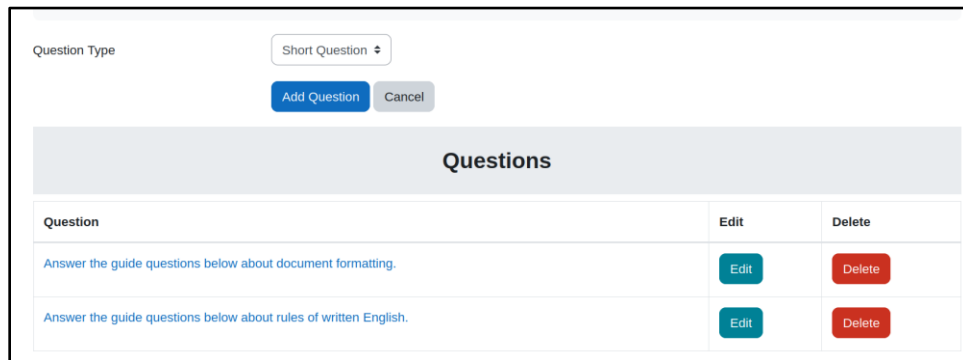 Question Type Short Question
Add Question Cancel
Questions
Question Edit Delete
Answer the guide questions below about document formatting. Edit Delete
Answer the guide questions below about rules of written English. Edit Delete